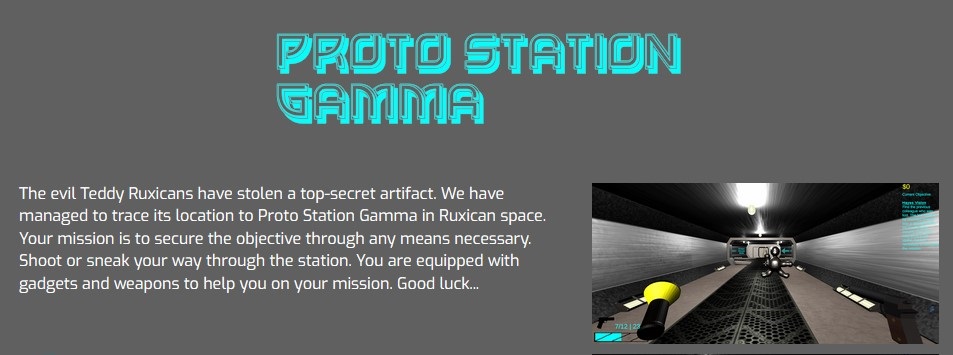 PROTO STATION
GAMMA
The evil Teddy Ruxicans have stolen a top-secret artifact. We have
managed to trace its location to Proto Station Gamma in Ruxican space.
Your mission is to secure the objective through any means necessary.
Shoot or sneak your way through the station. You are equipped with
gadgets and weapons to help you on your mission. Good luck...
$0
Current Objective
7/12 | 23